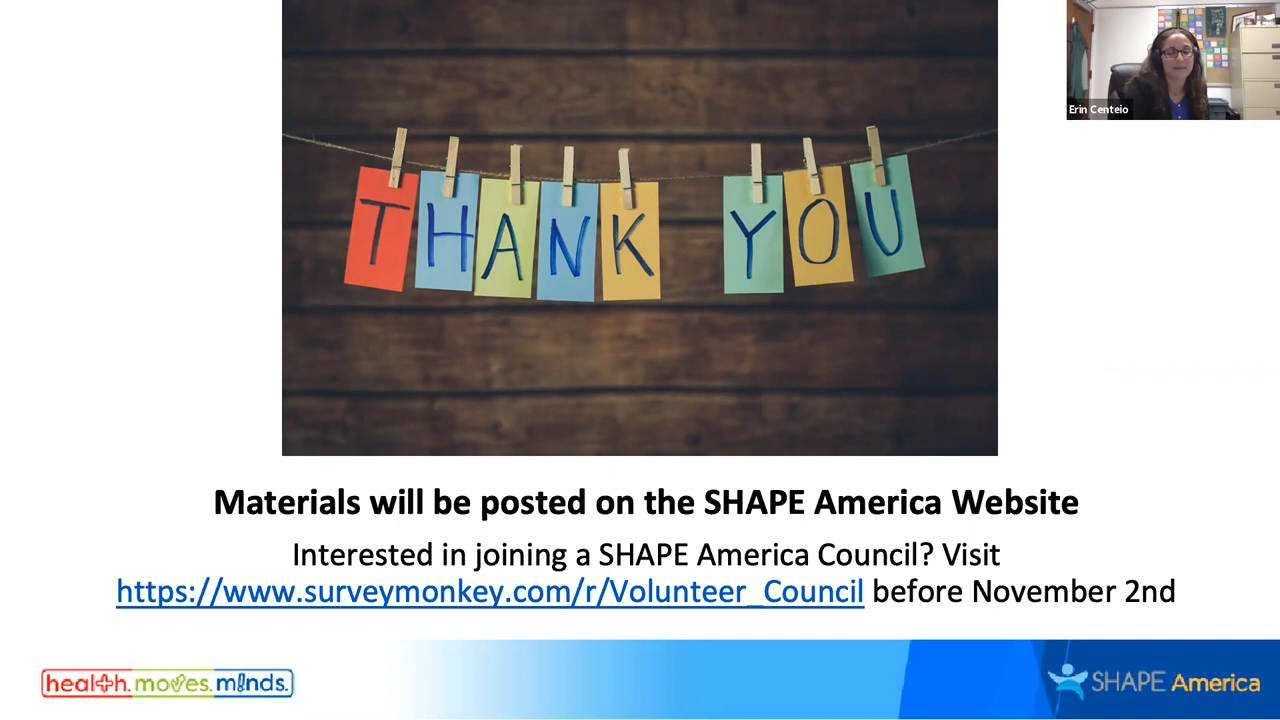 Erin Centeio
THANK YOU
Materials will be posted on the SHAPE America Website
Interested in joining a SHAPE America Council? Visit
https://www.surveymonkey.com/r/Volunteer_Council before November 2nd
health.moves.minds.
SHAPE America